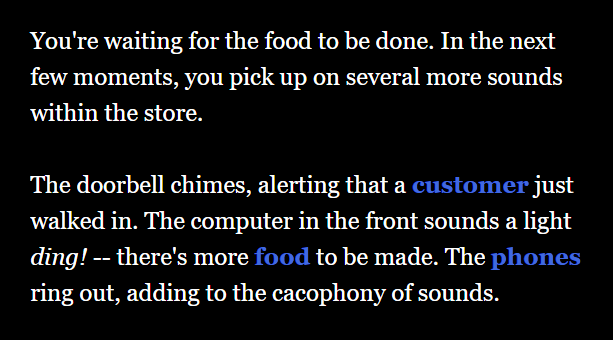 You're waiting for the food to be done. In the next
few moments, you pick up on several more sounds
within the store.
The doorbell chimes, alerting that a customer just
walked in. The computer in the front sounds a light
ding! -- there's more food to be made. The phones
ring out, adding to the cacophony of sounds.